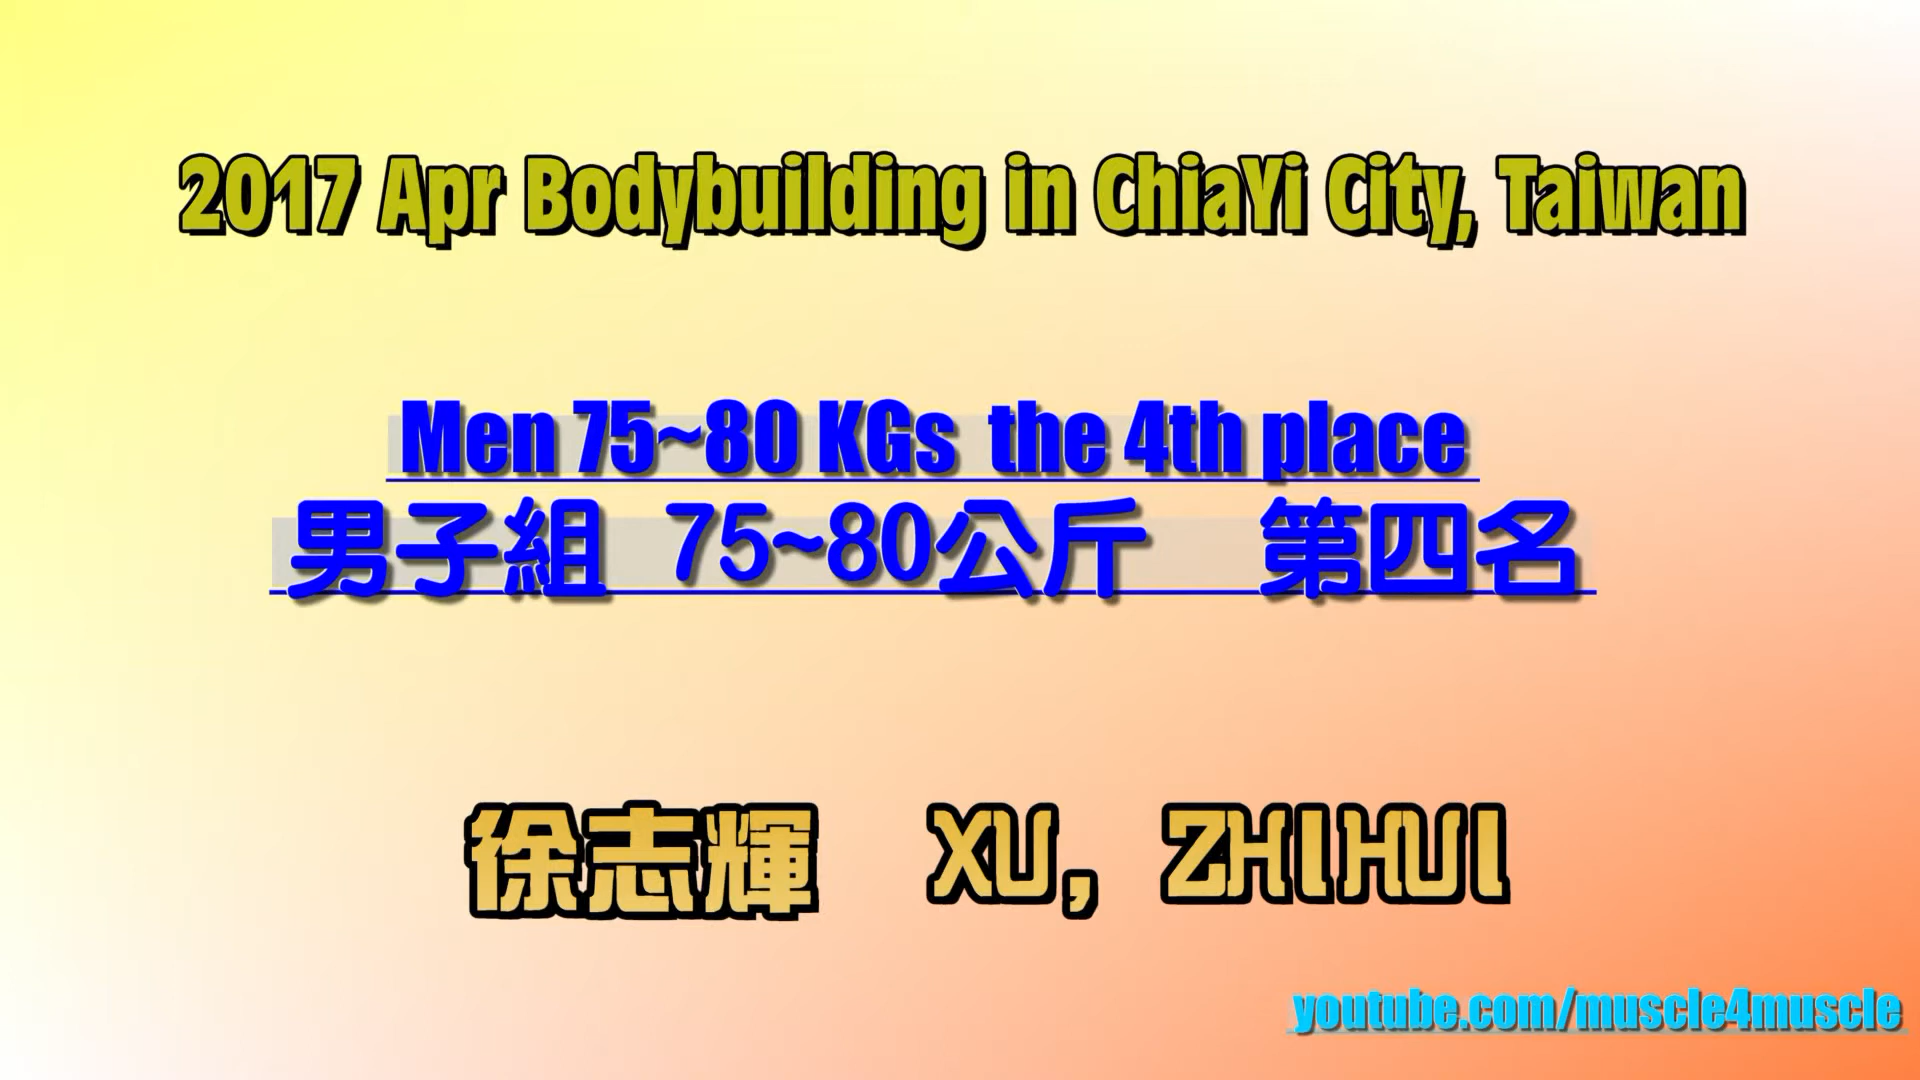 2017 Apr Bodybuilding in ChiaYi City, Taiwan
Men 75~80 KGs the 4th place
男子組 75~80公斤 第四名
徐志輝 XU, ZHIHUI
youtube.com/muscle4muscle